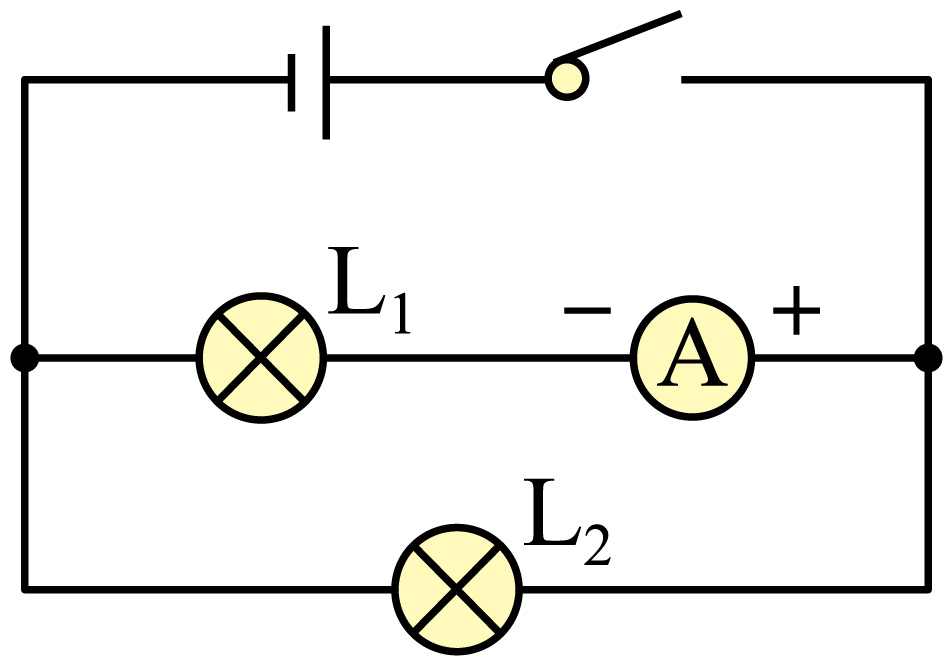 L₁
− A +
L₂